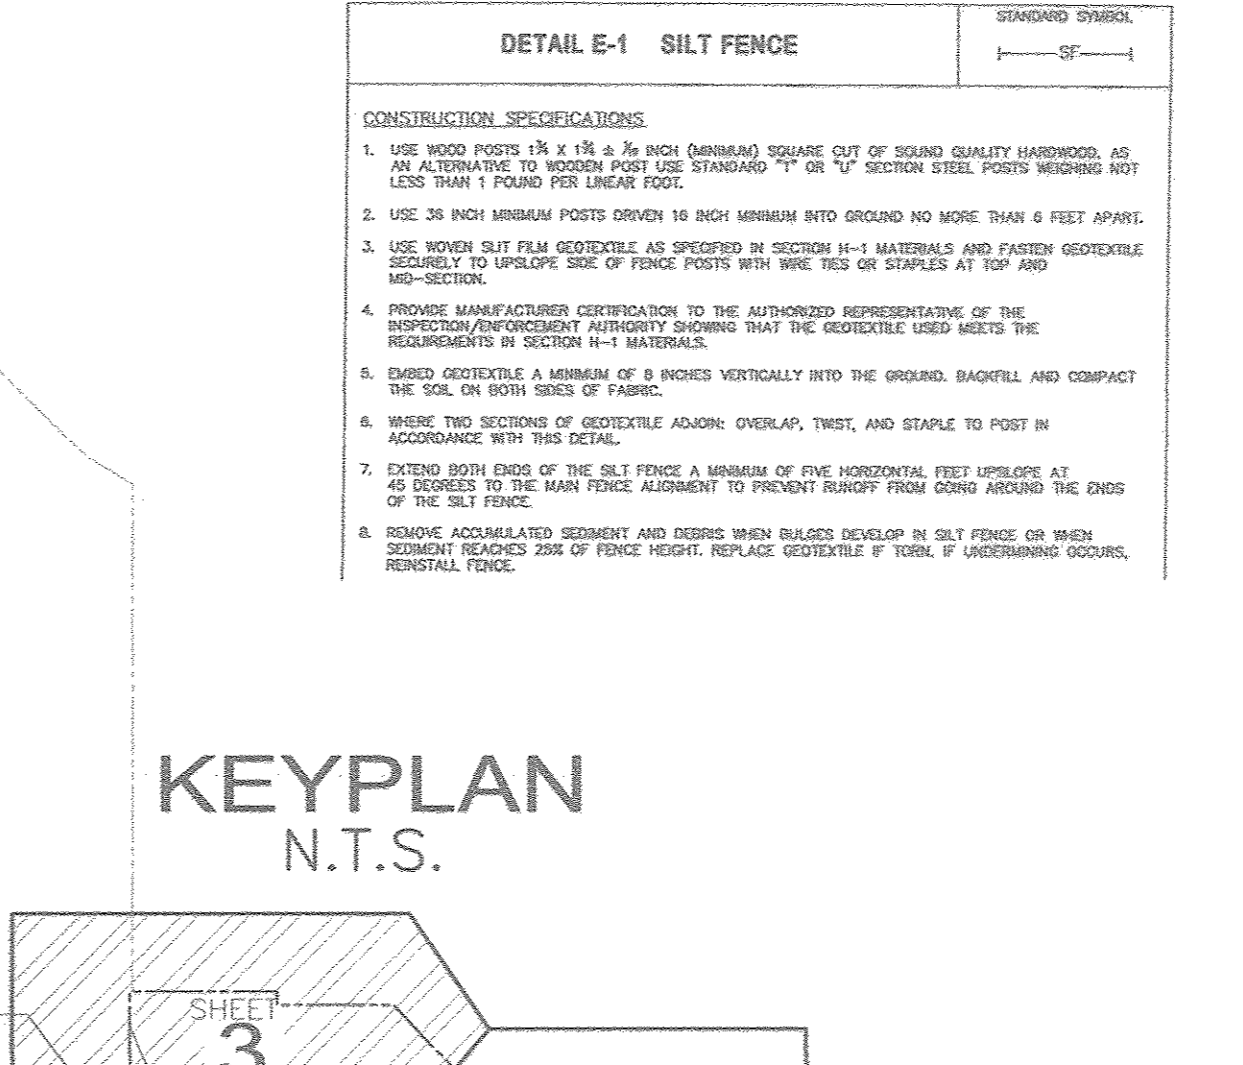 DETAIL E-1 SILT FENCE
STANDARD SYMBOL
SF
CONSTRUCTION SPECIFICATIONS
1. USE WOOD POSTS 1¾ X 1¾ ± 1/16 INCH (MINIMUM) SQUARE CUT OF SOUND QUALITY HARDWOOD. AS
AN ALTERNATIVE TO WOODEN POST USE STANDARD "T" OR "U" SECTION STEEL POSTS WEIGHING NOT
LESS THAN 1 POUND PER LINEAR FOOT.
2. USE 36 INCH MINIMUM POSTS DRIVEN 16 INCH MINIMUM INTO GROUND NO MORE THAN 6 FEET APART.
3. USE WOVEN SLIT FILM GEOTEXTILE AS SPECIFIED IN SECTION H-1 MATERIALS AND FASTEN GEOTEXTILE
SECURELY TO UPSLOPE SIDE OF FENCE POSTS WITH WIRE TIES OR STAPLES AT TOP AND
MID-SECTION.
4. PROVIDE MANUFACTURER CERTIFICATION TO THE AUTHORIZED REPRESENTATIVE OF THE
INSPECTION/ENFORCEMENT AUTHORITY SHOWING THAT THE GEOTEXTILE USED MEETS THE
REQUIREMENTS IN SECTION H-1 MATERIALS.
5. EMBED GEOTEXTILE A MINIMUM OF 8 INCHES VERTICALLY INTO THE GROUND. BACKFILL AND COMPACT
THE SOIL ON BOTH SIDES OF FABRIC.
6. WHERE TWO SECTIONS OF GEOTEXTILE ADJOIN: OVERLAP, TWIST, AND STAPLE TO POST IN
ACCORDANCE WITH THIS DETAIL.
7. EXTEND BOTH ENDS OF THE SILT FENCE A MINIMUM OF FIVE HORIZONTAL FEET UPSLOPE AT
45 DEGREES TO THE MAIN FENCE ALIGNMENT TO PREVENT RUNOFF FROM GOING AROUND THE ENDS
OF THE SILT FENCE.
8. REMOVE ACCUMULATED SEDIMENT AND DEBRIS WHEN BULGES DEVELOP IN SILT FENCE OR WHEN
SEDIMENT REACHES 25% OF FENCE HEIGHT. REPLACE GEOTEXTILE IF TORN. IF UNDERMINING OCCURS,
REINSTALL FENCE.
KEYPLAN
N.T.S.
SHEET
3